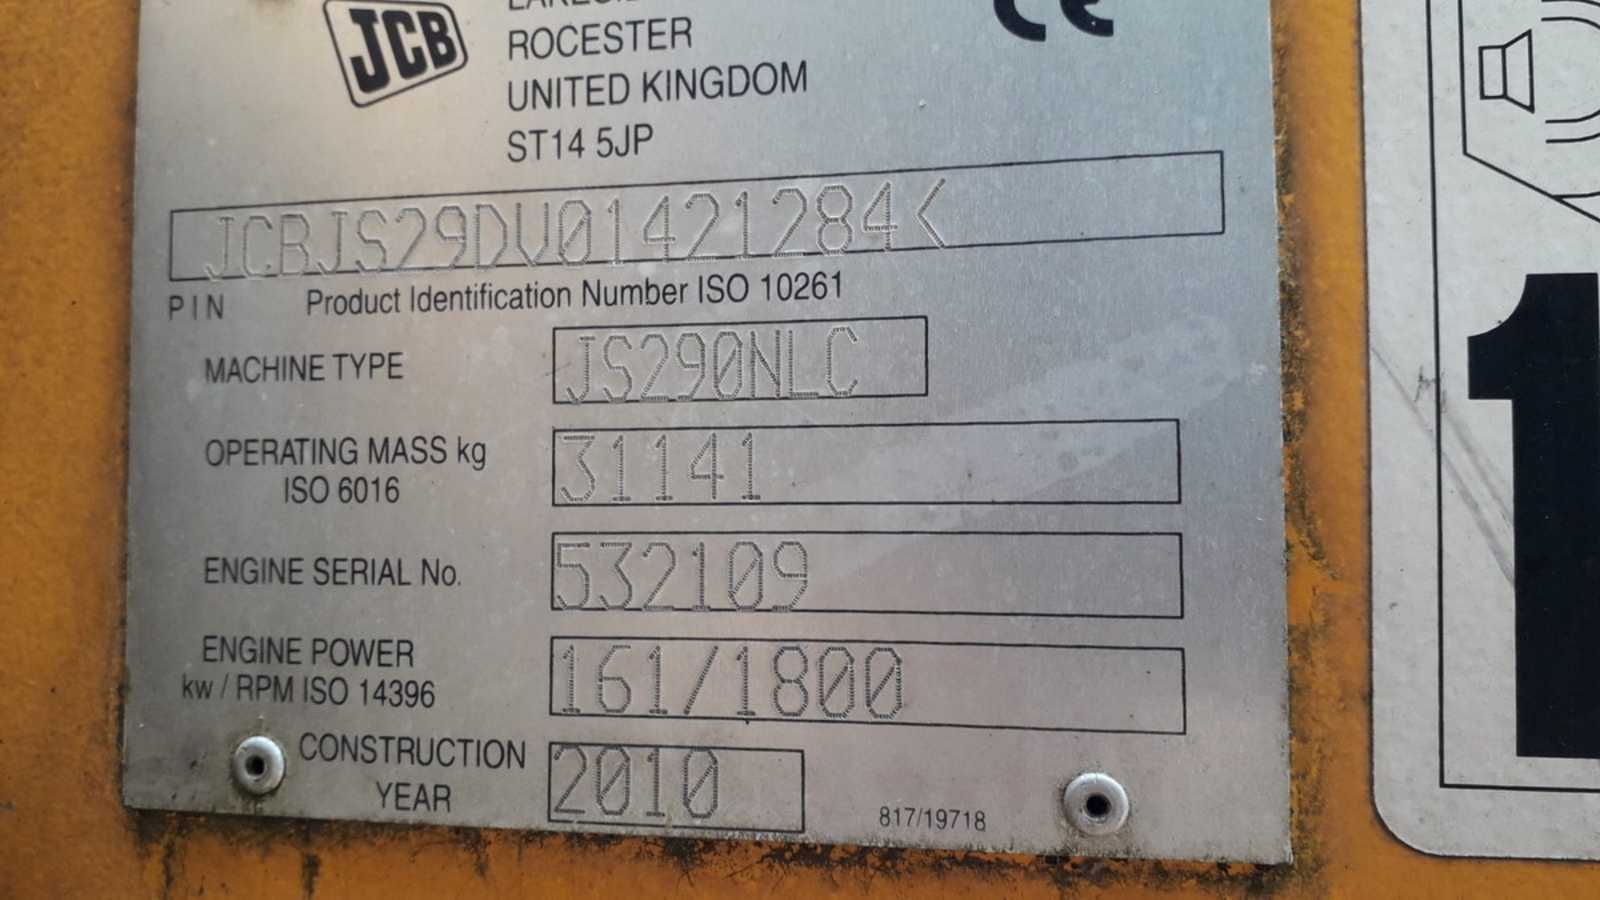 JCB
ROCESTER
UNITED KINGDOM
ST14 5JP
CE
JCBJS29DV01421284<
PIN Product Identification Number ISO 10261
MACHINE TYPE JS290NLC
OPERATING MASS kg 31141
ISO 6016
ENGINE SERIAL No. 532109
ENGINE POWER 161/1800
kw / RPM ISO 14396
CONSTRUCTION 2010
YEAR
817/19718
1